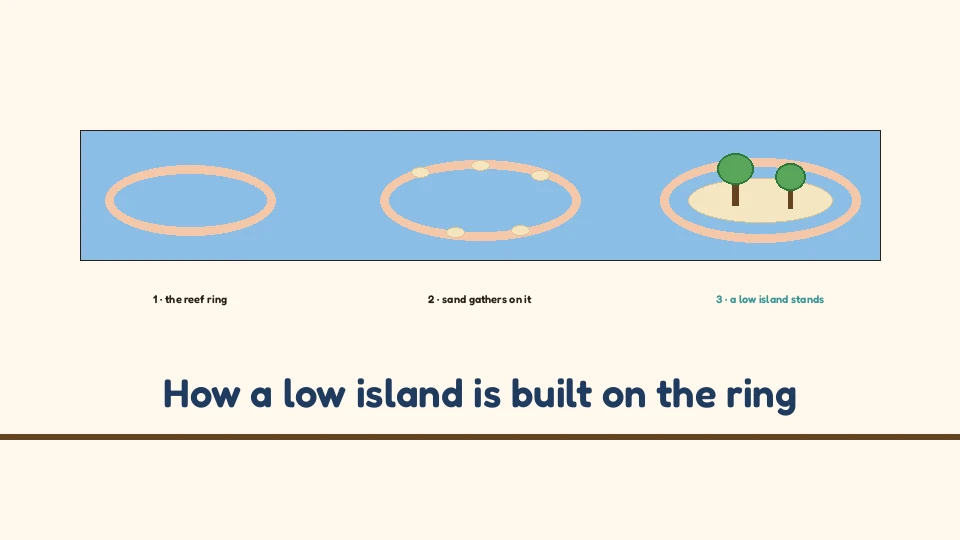 1 · the reef ring
2 · sand gathers on it
3 · a low island stands
How a low island is built on the ring